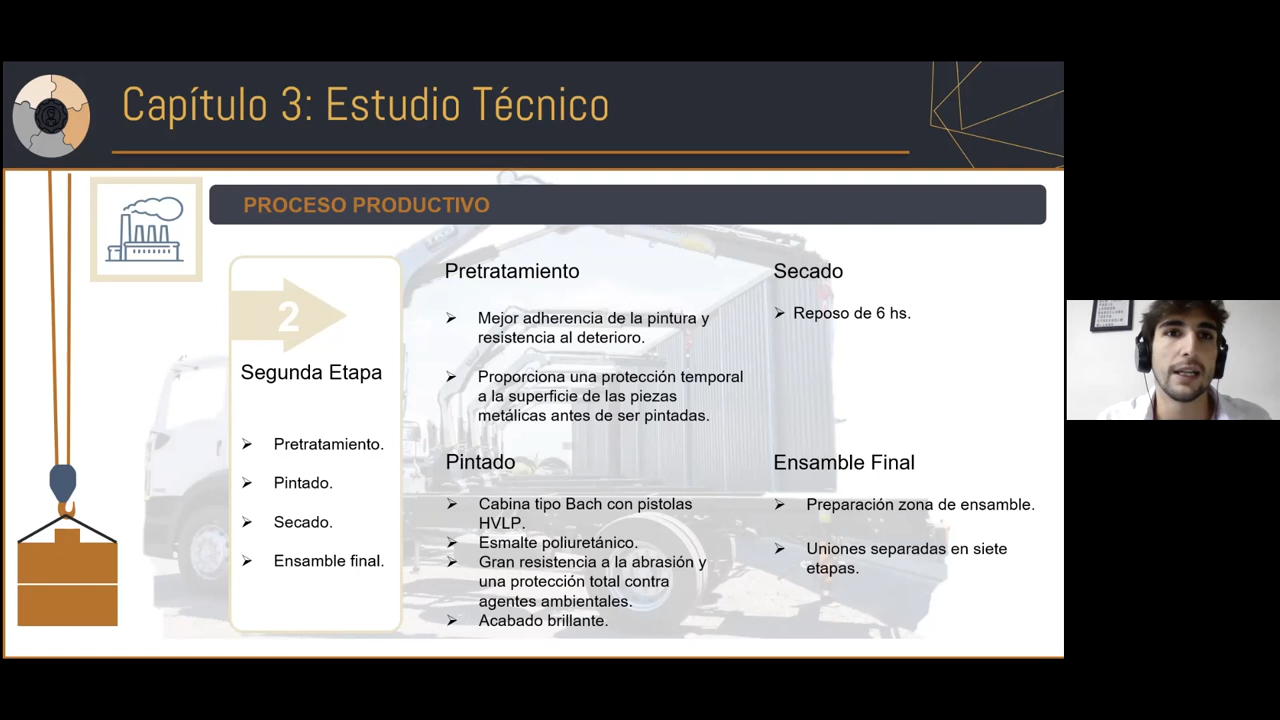 Capítulo 3: Estudio Técnico
PROCESO PRODUCTIVO
2
Segunda Etapa
➢ Pretratamiento.
➢ Pintado.
➢ Secado.
➢ Ensamble final.
Pretratamiento
➢ Mejor adherencia de la pintura y
resistencia al deterioro.
➢ Proporciona una protección temporal
a la superficie de las piezas
metálicas antes de ser pintadas.
Pintado
➢ Cabina tipo Bach con pistolas
HVLP.
➢ Esmalte poliuretánico.
➢ Gran resistencia a la abrasión y
una protección total contra
agentes ambientales.
➢ Acabado brillante.
Secado
➢ Reposo de 6 hs.
Ensamble Final
➢ Preparación zona de ensamble.
➢ Uniones separadas en siete
etapas.